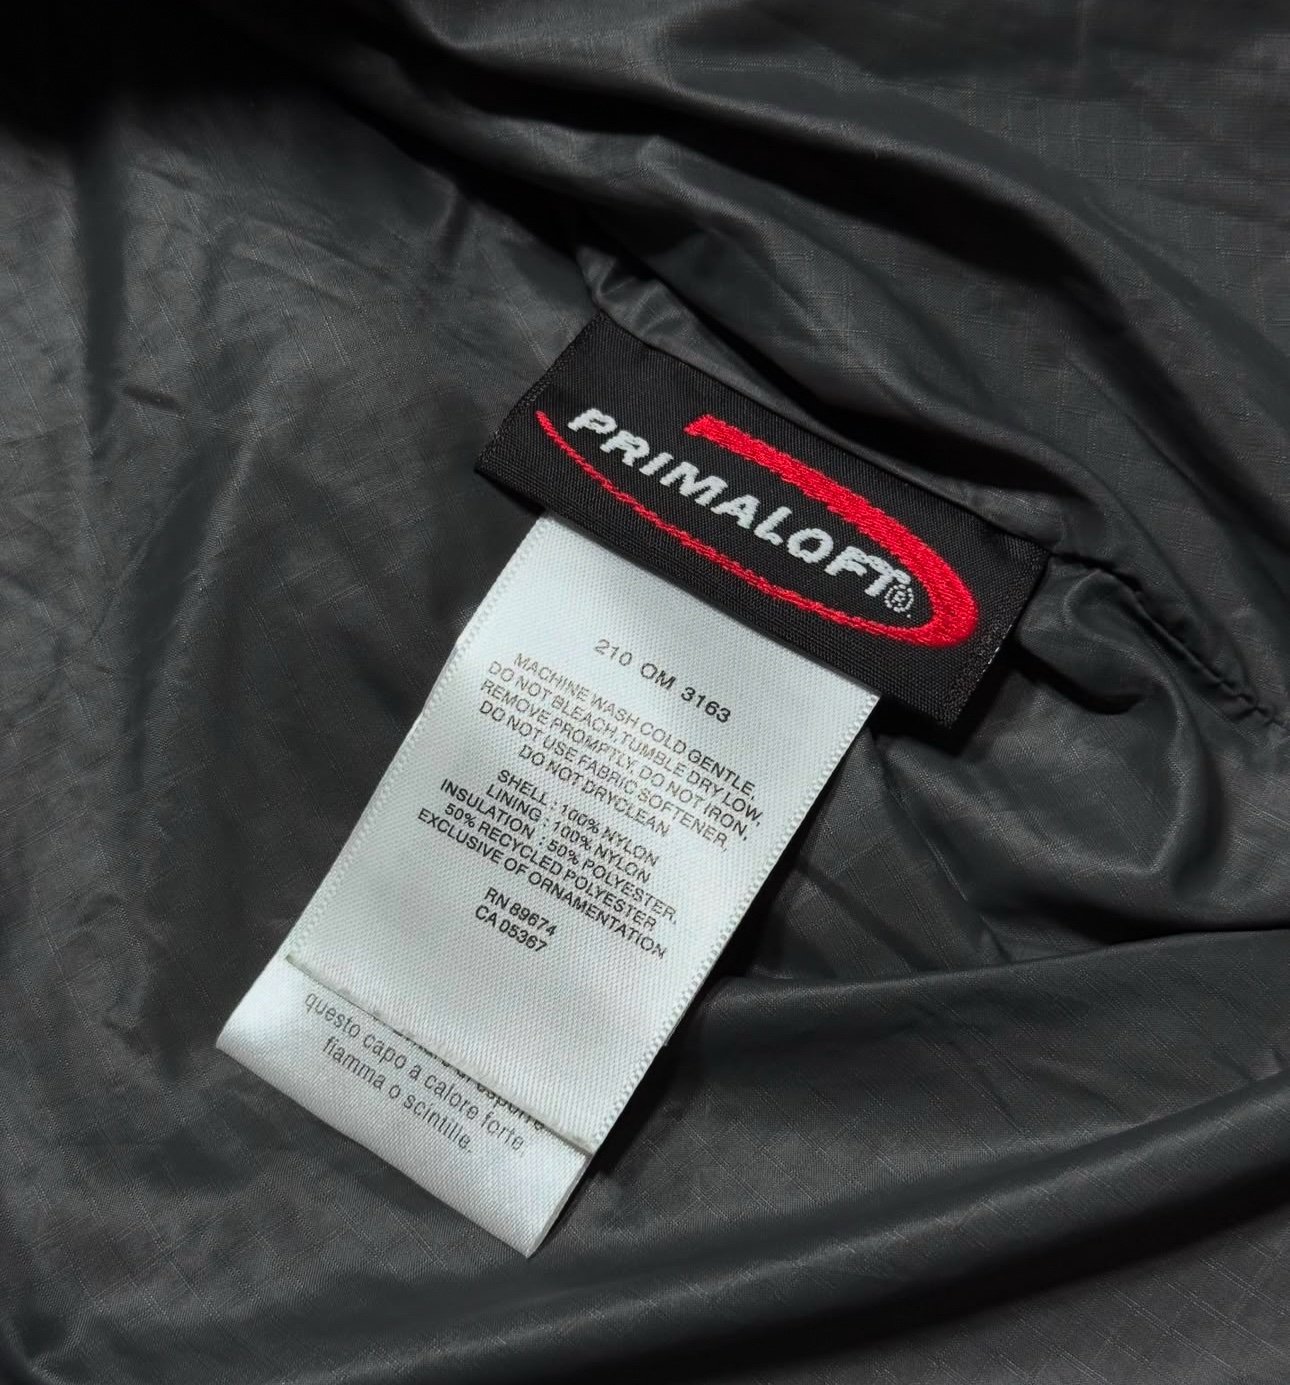 PRIMALOFT®
210 OM 3163
MACHINE WASH COLD GENTLE,
DO NOT BLEACH, TUMBLE DRY LOW,
REMOVE PROMPTLY, DO NOT IRON,
DO NOT USE FABRIC SOFTENER,
DO NOT DRYCLEAN
SHELL : 100% NYLON
LINING : 100% NYLON
INSULATION : 50% POLYESTER,
50% RECYCLED POLYESTER
EXCLUSIVE OF ORNAMENTATION
RN 89674
CA 05367
questo capo a calore forte,
fiamma o scintille.